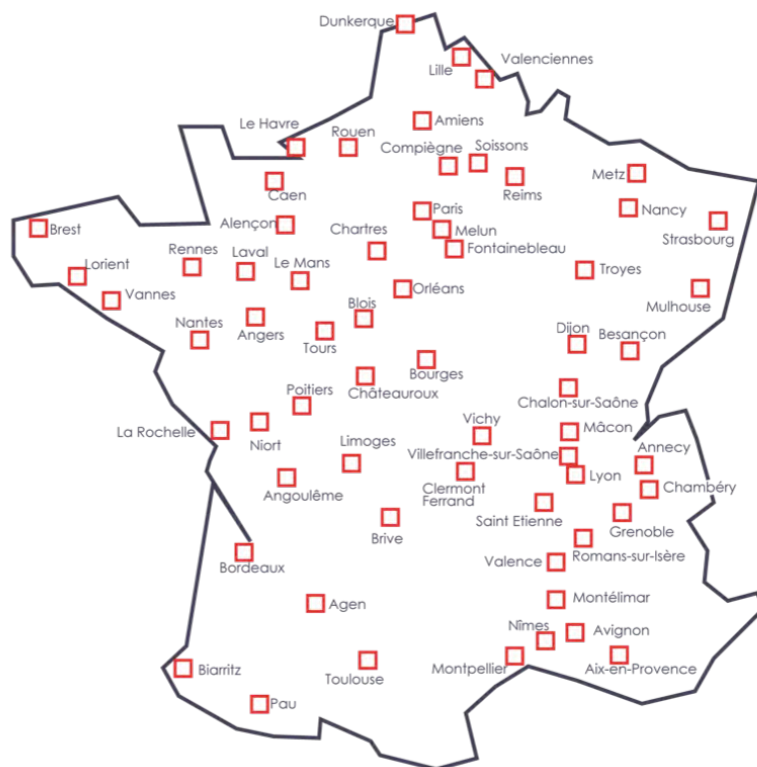 Dunkerque
Lille
Valenciennes
Amiens
Le Havre
Rouen
Compiègne
Soissons
Reims
Metz
Caen
Nancy
Paris
Alençon
Chartres
Melun
Fontainebleau
Strasbourg
Brest
Rennes
Laval
Le Mans
Troyes
Lorient
Vannes
Orléans
Mulhouse
Blois
Nantes
Angers
Tours
Dijon
Besançon
Bourges
Châteauroux
Poitiers
Chalon-sur-Saône
La Rochelle
Niort
Vichy
Mâcon
Limoges
Villefranche-sur-Saône
Annecy
Angoulême
Clermont
Ferrand
Lyon
Chambéry
Saint Etienne
Grenoble
Brive
Romans-sur-Isère
Bordeaux
Valence
Agen
Montélimar
Nîmes
Avignon
Biarritz
Toulouse
Montpellier
Aix-en-Provence
Pau